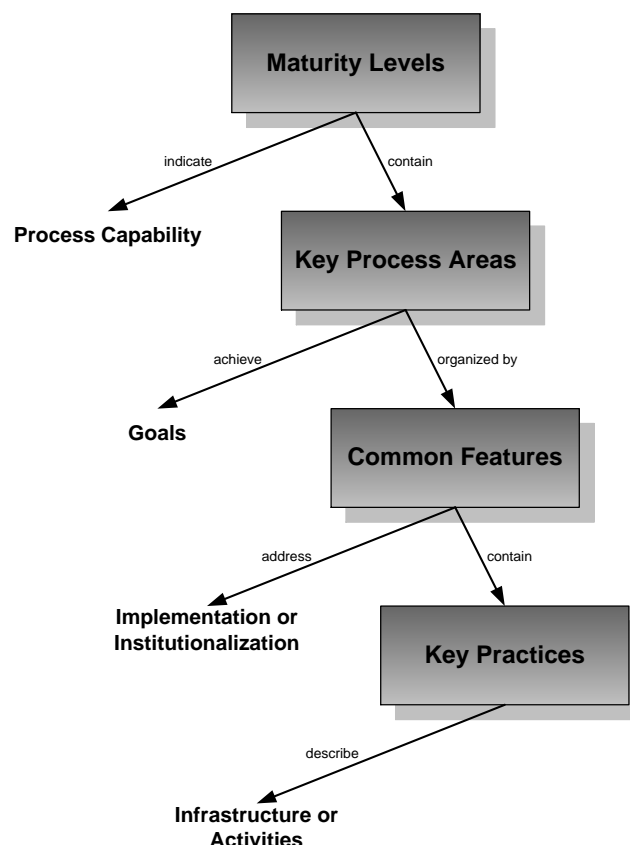 Maturity Levels
indicate
contain
Process Capability
Key Process Areas
achieve
organized by
Goals
Common Features
address
contain
Implementation or
Institutionalization
Key Practices
describe
Infrastructure or
Activities